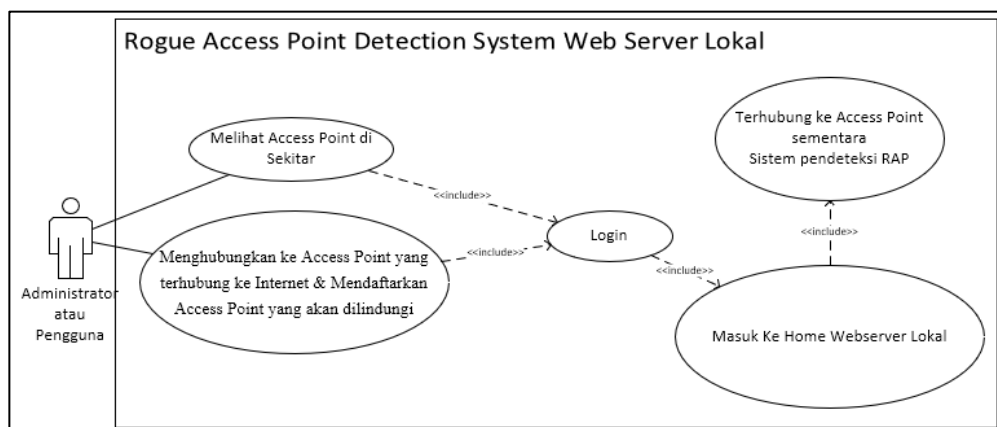 Rogue Access Point Detection System Web Server Lokal
Melihat Access Point di
Sekitar
Terhubung ke Access Point
sementara
Sistem pendeteksi RAP
<<include>>
Login
<<include>>
<<include>>
<<include>>
Menghubungkan ke Access Point yang
terhubung ke Internet & Mendaftarkan
Access Point yang akan dilindungi
Administrator
atau
Pengguna
Masuk Ke Home Webserver Lokal